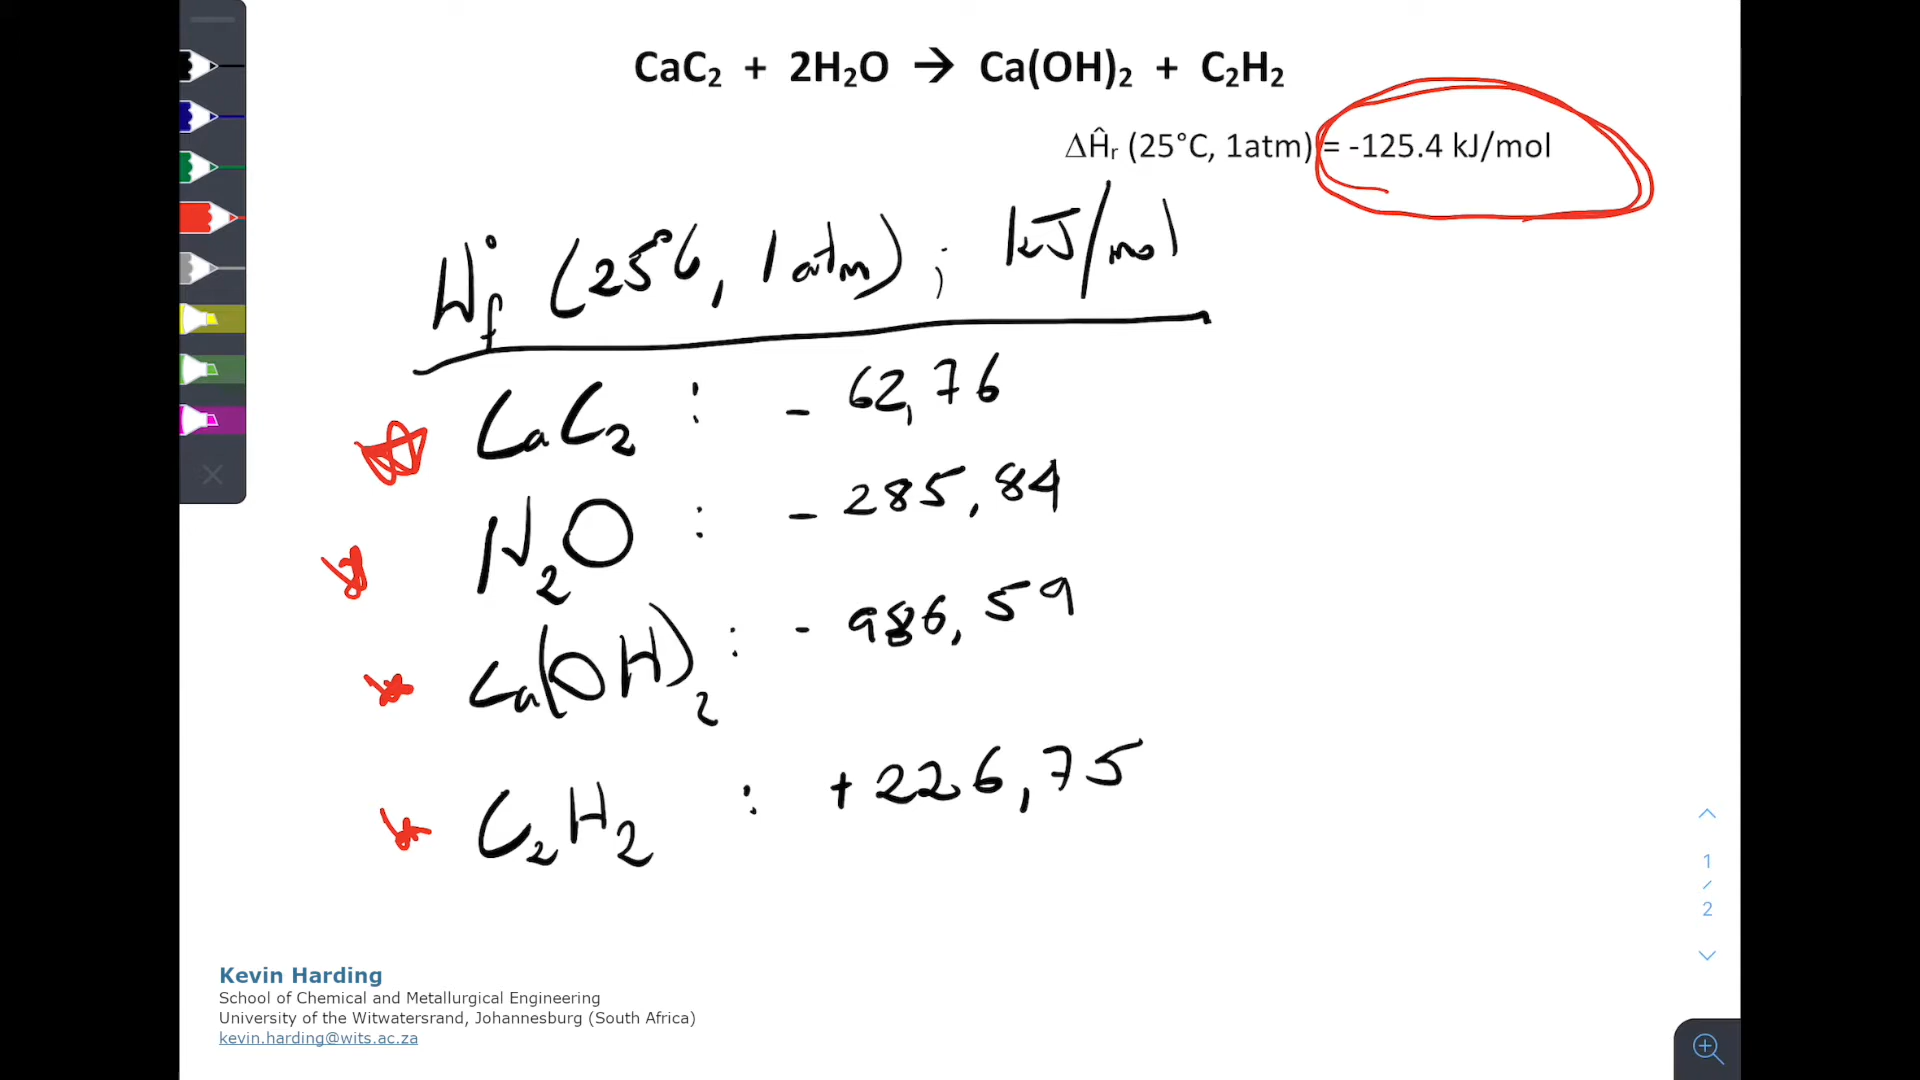 CaC₂ + 2H₂O → Ca(OH)₂ + C₂H₂
ΔĤᵣ (25°C, 1atm) = -125.4 kJ/mol
H°f (25°C, 1 atm) ; kJ/mol
CaC₂ : - 62,76
H₂O : - 285,84
Ca(OH)₂ : - 986,59
C₂H₂ : + 226,75
1
/
2
Kevin Harding
School of Chemical and Metallurgical Engineering
University of the Witwatersrand, Johannesburg (South Africa)
kevin.harding@wits.ac.za